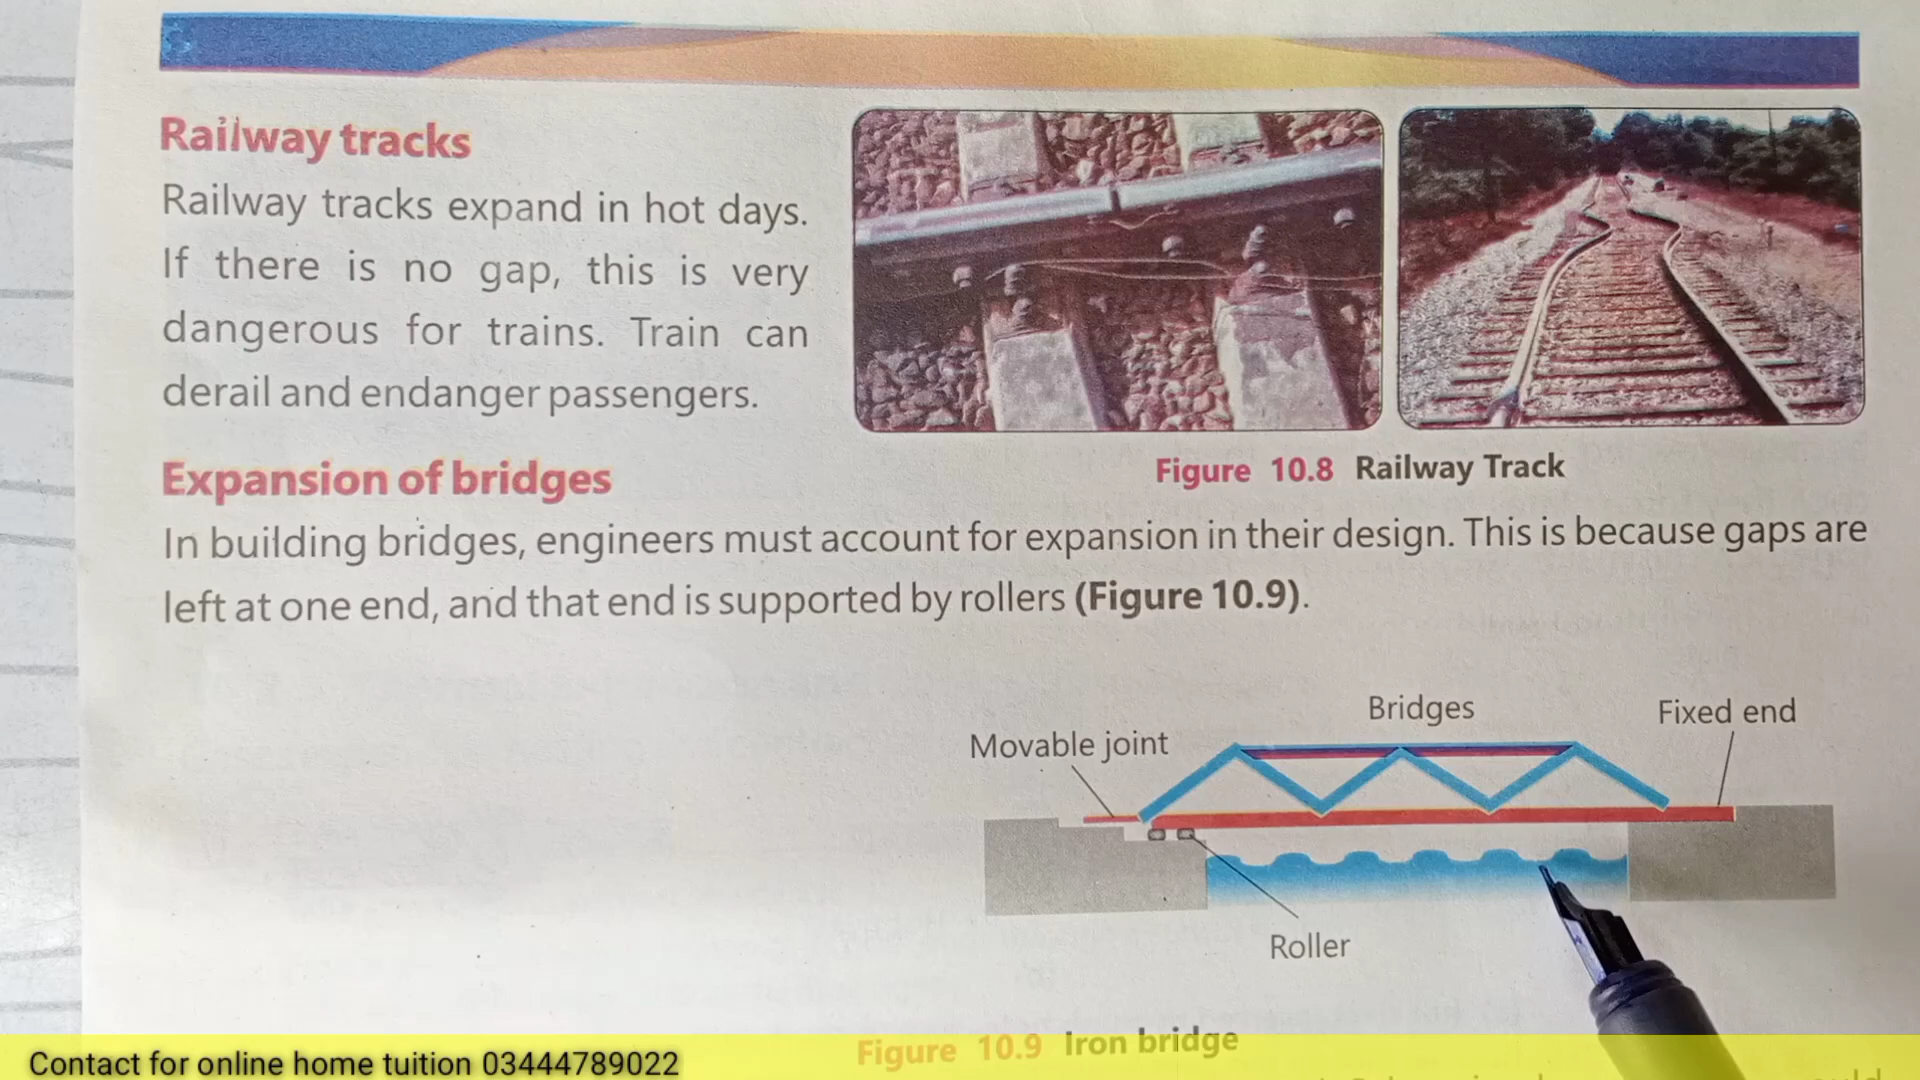 Railway tracks
Railway tracks expand in hot days.
If there is no gap, this is very
dangerous for trains. Train can
derail and endanger passengers.
Figure 10.8 Railway Track
Expansion of bridges
In building bridges, engineers must account for expansion in their design. This is because gaps are
left at one end, and that end is supported by rollers (Figure 10.9).
Bridges
Fixed end
Movable joint
Roller
Figure 10.9 Iron bridge
Contact for online home tuition 03444789022